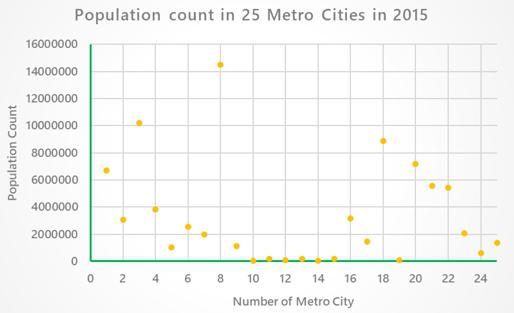 Population count in 25 Metro Cities in 2015
Population Count
16000000
14000000
12000000
10000000
8000000
6000000
4000000
2000000
0
0 2 4 6 8 10 12 14 16 18 20 22 24
Number of Metro City